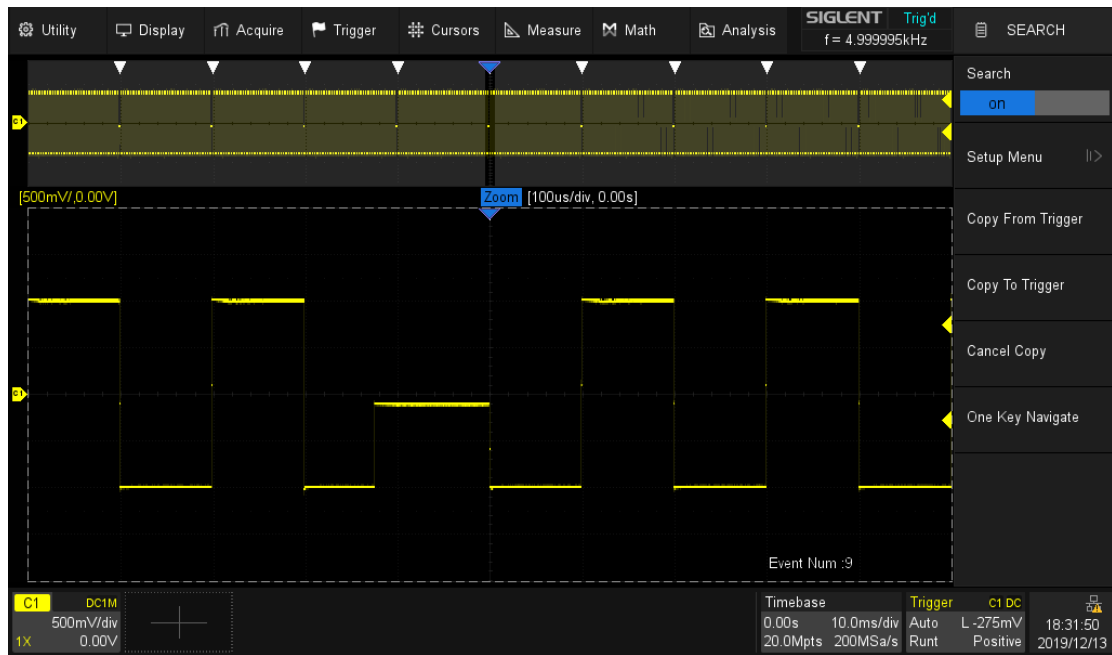 Utility Display Acquire Trigger Cursors Measure Math Analysis SIGLENT Trig'd
f = 4.999995kHz
SEARCH
Search
on
Setup Menu
Copy From Trigger
Copy To Trigger
Cancel Copy
One Key Navigate
C1
[500mV/,0.00V] Zoom [100us/div, 0.00s]
C1
Event Num :9
C1 DC1M
500mV/div
1X 0.00V
Timebase
0.00s 10.0ms/div
20.0Mpts 200MSa/s
Trigger C1 DC
Auto L -275mV
Runt Positive
18:31:50
2019/12/13